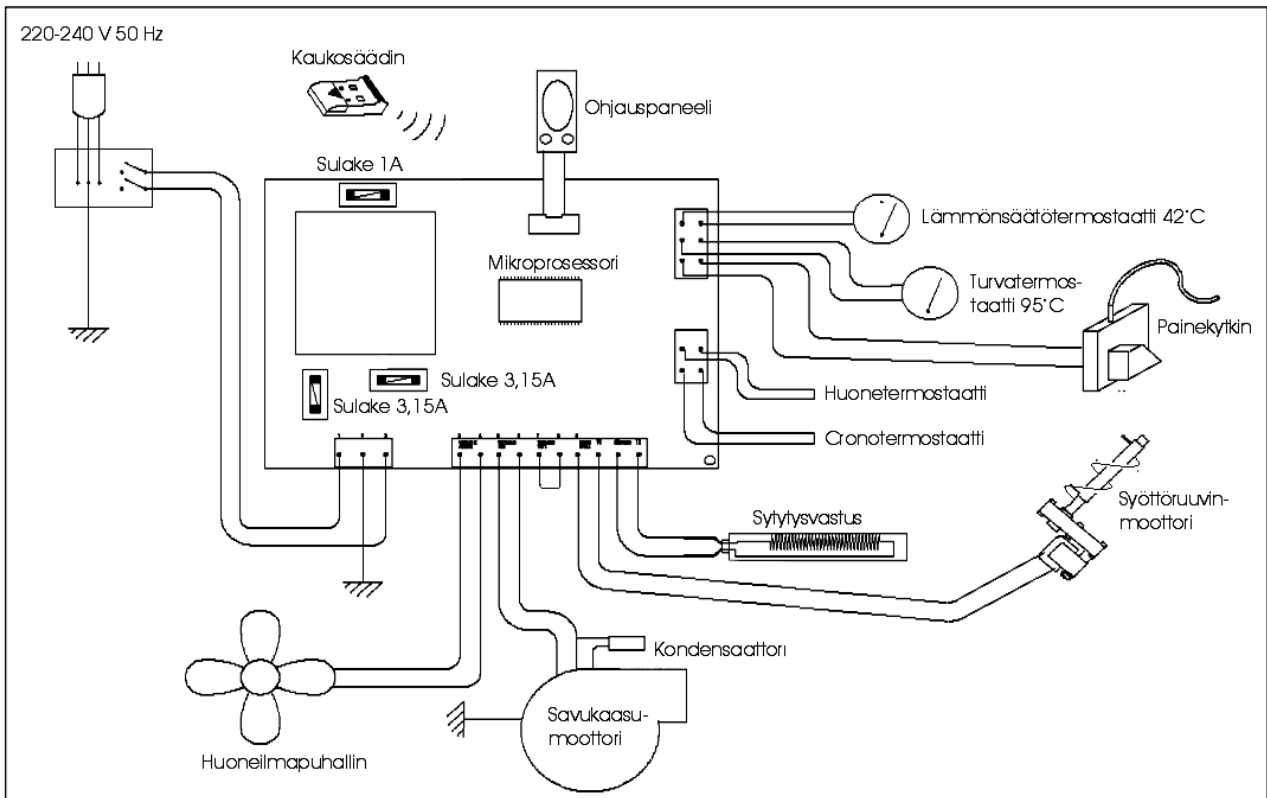 220-240 V 50 Hz
Kaukosäädin
Ohjauspaneeli
Sulake 1A
Lämmönsäätötermostaatti 42°C
Mikroprosessori
Turvatermos-
taatti 95°C
Painekytkin
Sulake 3,15A
Sulake 3,15A
Huonetermostaatti
Cronotermostaatti
Syöttöruuvin-
moottori
Sytytysvastus
Kondensaattori
Savukaasu-
moottori
Huoneilmapuhallin